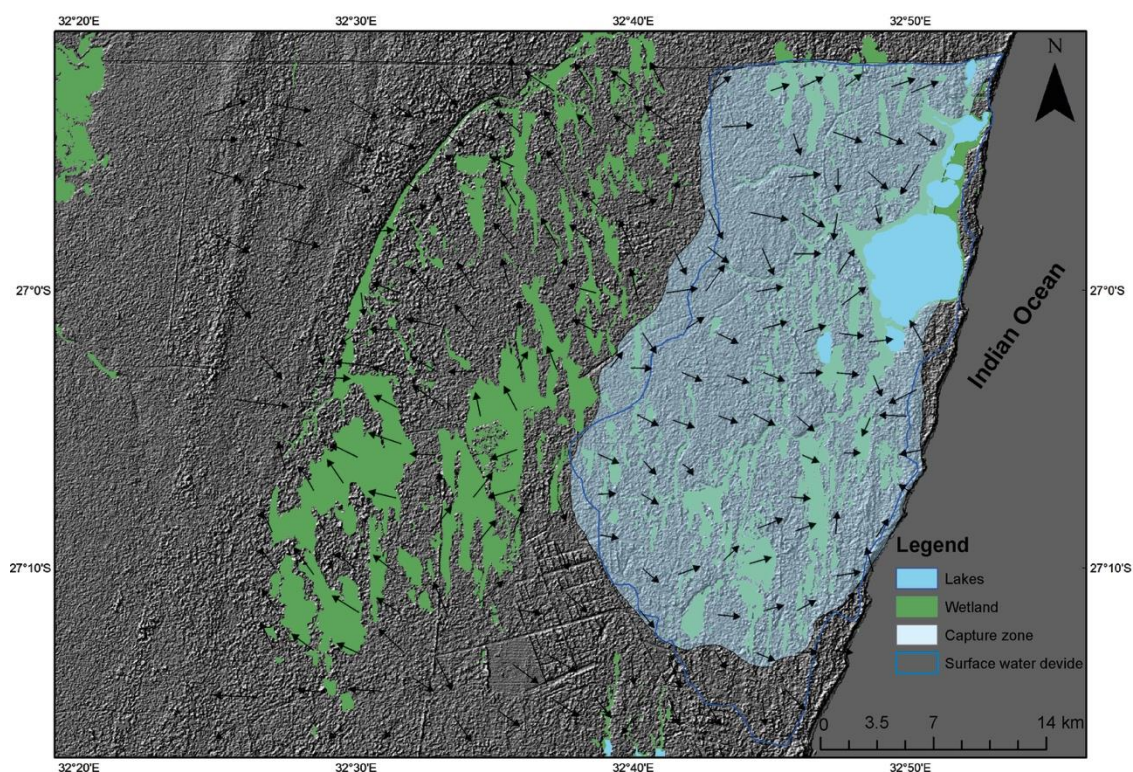 32°20'E 32°30'E 32°40'E 32°50'E
N
27°0'S 27°0'S
Indian Ocean
27°10'S 27°10'S
Legend
Lakes
Wetland
Capture zone
Surface water devide
0 3.5 7 14 km
32°20'E 32°30'E 32°40'E 32°50'E